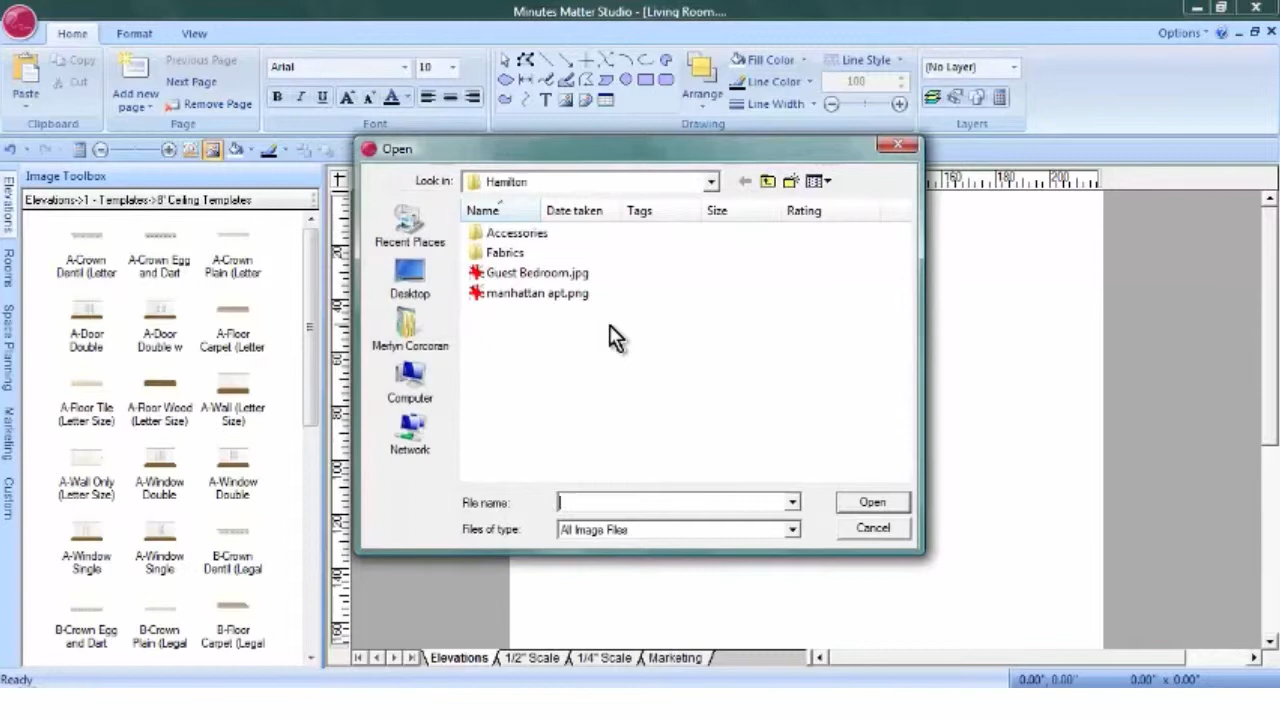 Minutes Matter Studio - [Living Room....
Home Format View Options
Paste
Copy
Cut
Clipboard
Add new page
Previous Page
Next Page
Remove Page
Page
Arial 10
B I U A A A
Font
T
Arrange
Fill Color
Line Color
Line Width
Line Style
100
Drawing
(No Layer)
Layers
Elevations
Rooms
Space Planning
Marketing
Custom
Image Toolbox
Elevations->1 - Templates->8' Ceiling Templates
A-Crown Dentil (Letter
A-Crown Egg and Dart
A-Crown Plain (Letter
A-Door Double
A-Door Double w
A-Floor Carpet (Letter
A-Floor Tile (Letter Size)
A-Floor Wood (Letter Size)
A-Wall (Letter Size)
A-Wall Only (Letter Size)
A-Window Double
A-Window Double
A-Window Single
A-Window Single
B-Crown Dentil (Legal
B-Crown Egg and Dart
B-Crown Plain (Legal
B-Floor Carpet (Legal
Open
Look in: Hamilton
Name Date taken Tags Size Rating
Accessories
Fabrics
Guest Bedroom.jpg
manhattan apt.png
Recent Places
Desktop
Merlyn Corcoran
Computer
Network
File name:
Open
Files of type: All Image Files
Cancel
160 180 200
Elevations 1/2" Scale 1/4" Scale Marketing
Ready
0.00", 0.00" 0.00" x 0.00"